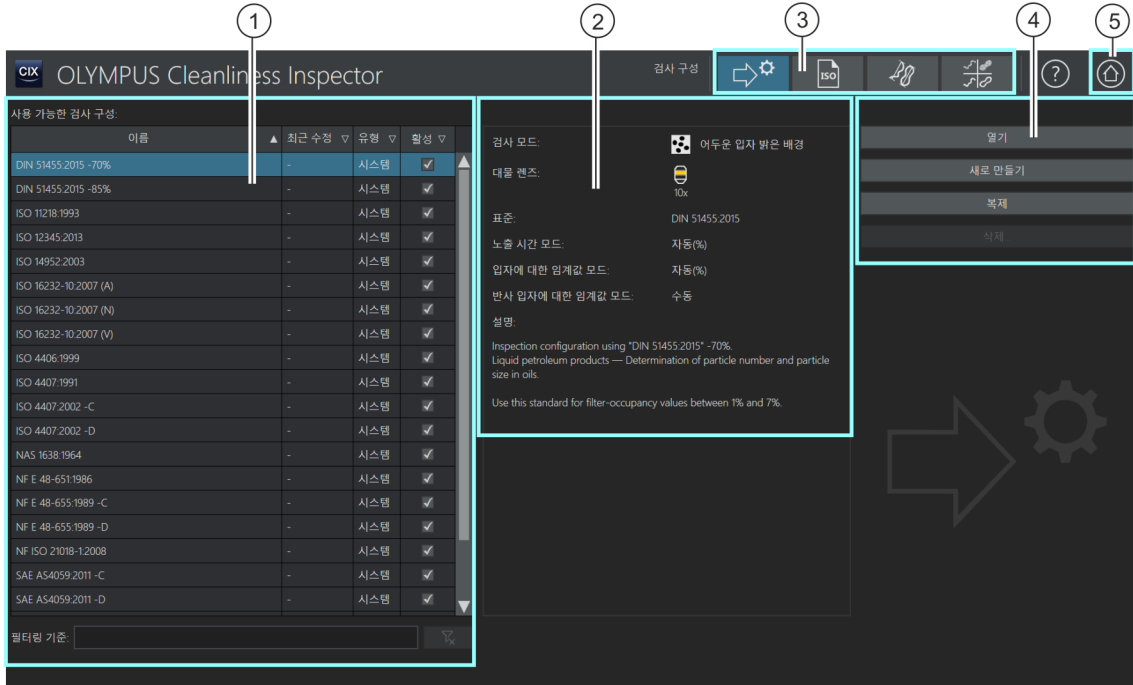 1
2
3
4
5
CIX
OLYMPUS Cleanliness Inspector
검사 구성
ISO
?
사용 가능한 검사 구성:
이름 ▲ 최근 수정 ▽ 유형 ▽ 활성 ▽
DIN 51455:2015 -70% - 시스템
DIN 51455:2015 -85% - 시스템
ISO 11218:1993 - 시스템
ISO 12345:2013 - 시스템
ISO 14952:2003 - 시스템
ISO 16232-10:2007 (A) - 시스템
ISO 16232-10:2007 (N) - 시스템
ISO 16232-10:2007 (V) - 시스템
ISO 4406:1999 - 시스템
ISO 4407:1991 - 시스템
ISO 4407:2002 -C - 시스템
ISO 4407:2002 -D - 시스템
NAS 1638:1964 - 시스템
NF E 48-651:1986 - 시스템
NF E 48-655:1989 -C - 시스템
NF E 48-655:1989 -D - 시스템
NF ISO 21018-1:2008 - 시스템
SAE AS4059:2011 -C - 시스템
SAE AS4059:2011 -D - 시스템
필터링 기준:
검사 모드: 어두운 입자 밝은 배경
대물 렌즈:
10x
표준: DIN 51455:2015
노출 시간 모드: 자동(%)
입자에 대한 임계값 모드: 자동(%)
반사 입자에 대한 임계값 모드: 수동
설명:
Inspection configuration using "DIN 51455:2015" -70%.
Liquid petroleum products — Determination of particle number and particle
size in oils.
Use this standard for filter-occupancy values between 1% and 7%.
열기
새로 만들기
복제
삭제...